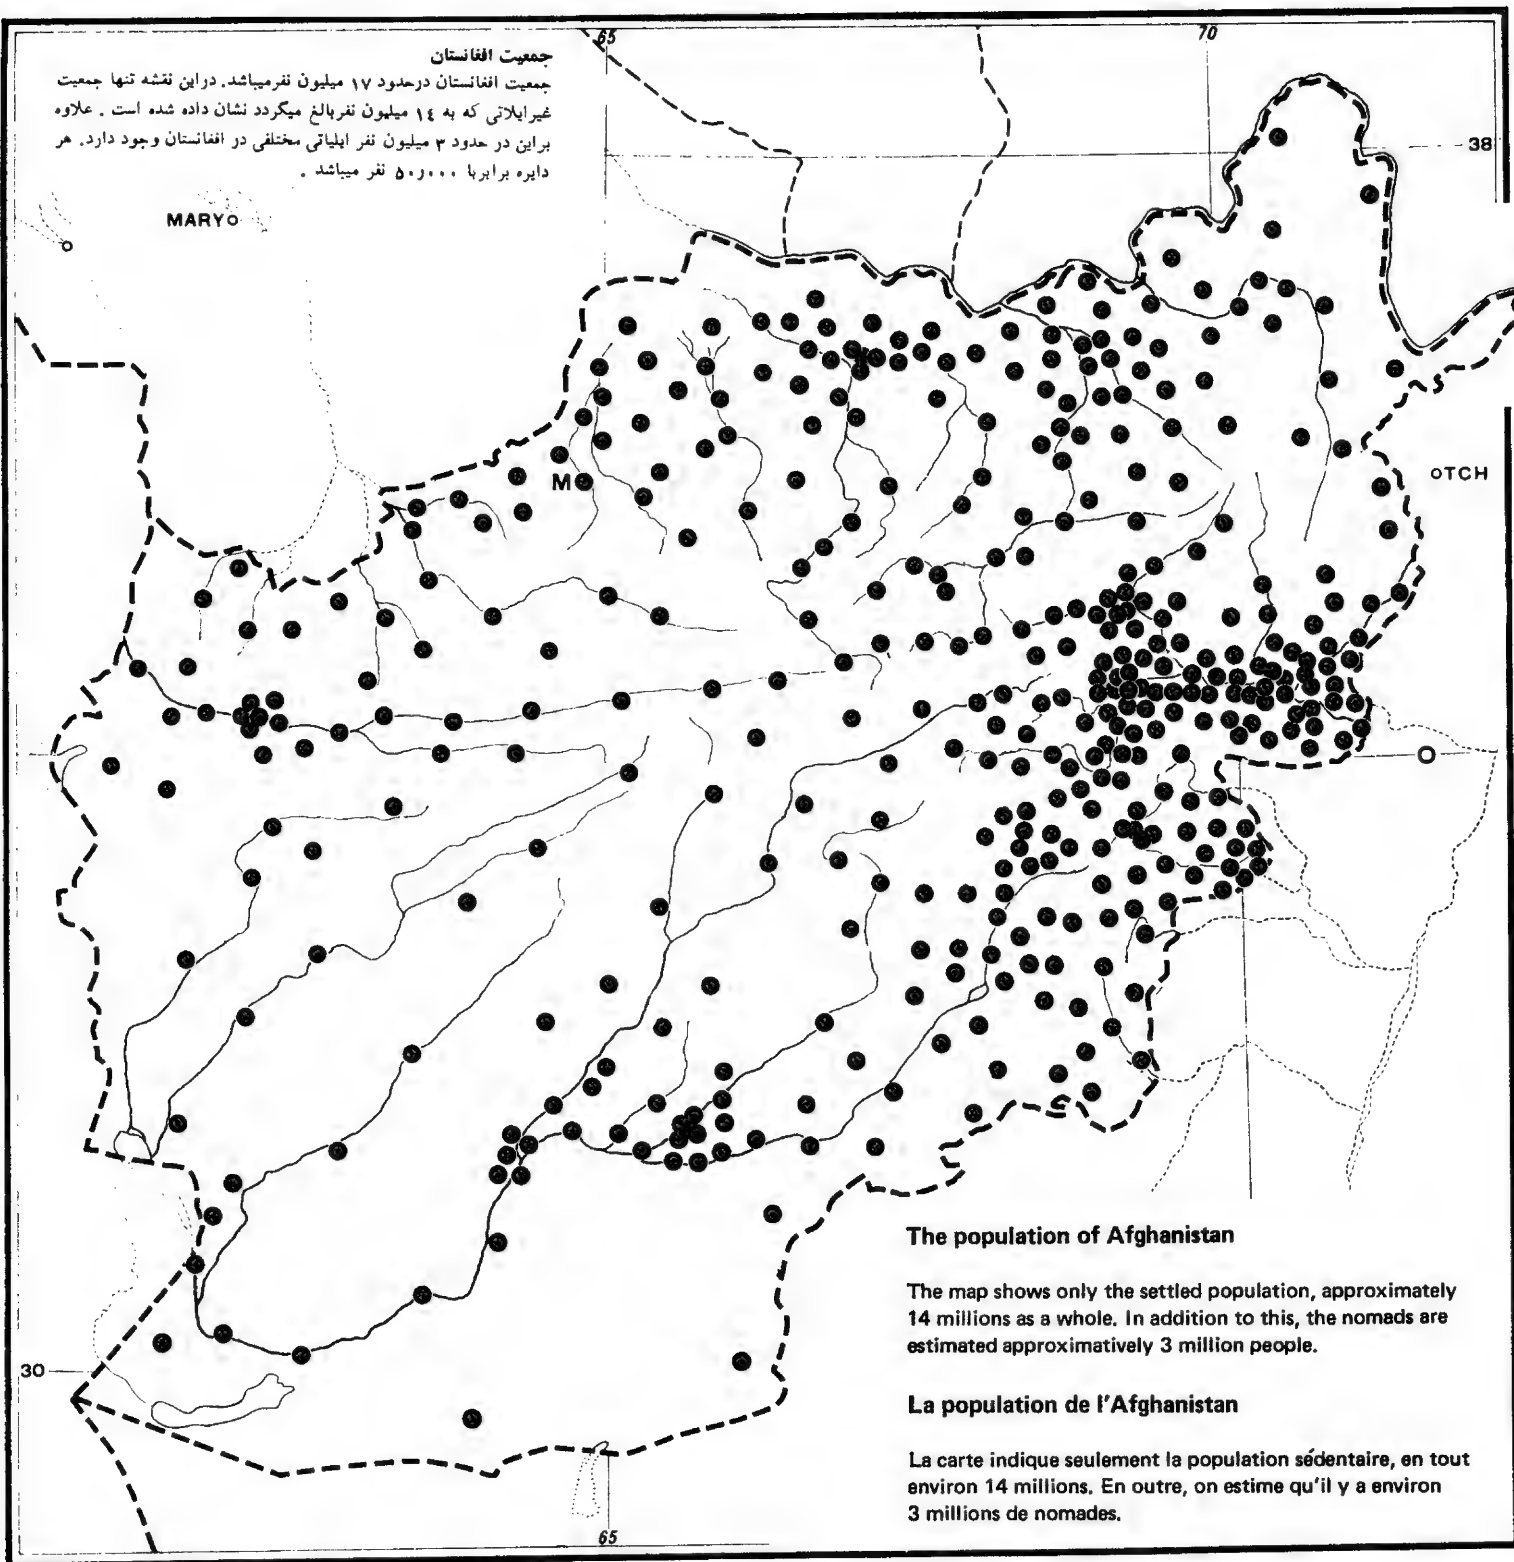 65
70
جمعیت افغانستان
جمعیت افغانستان درحدود ۱۷ میلیون نفرمیباشد. دراین نقشه تنها جمعیت
غیرایلاتی که به ۱٤ میلیون نفربالغ میگردد نشان داده شده است . علاوه
براین در حدود ۳ میلیون نفر ایلیاتی مختلفی در افغانستان وجود دارد. هر
دایره برابربا ۵۰٫۰۰۰ نفر میباشد .
38
MARY
M
TCH
The population of Afghanistan
The map shows only the settled population, approximately
14 millions as a whole. In addition to this, the nomads are
estimated approximatively 3 million people.
30
La population de l'Afghanistan
La carte indique seulement la population sédentaire, en tout
environ 14 millions. En outre, on estime qu'il y a environ
3 millions de nomades.
65